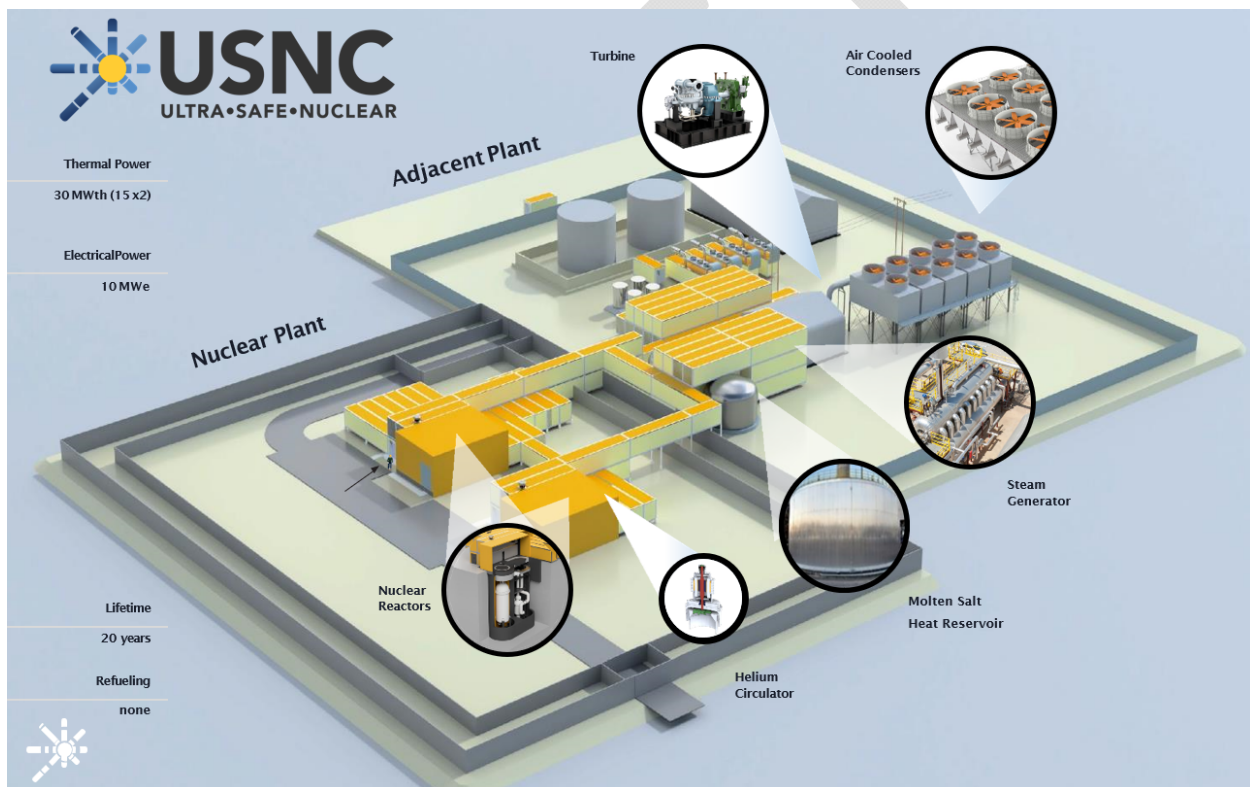 USNC
ULTRA•SAFE•NUCLEAR
Thermal Power
30 MWth (15 x2)
ElectricalPower
10 MWe
Turbine
Air Cooled
Condensers
Adjacent Plant
Nuclear Plant
Steam
Generator
Nuclear
Reactors
Molten Salt
Heat Reservoir
Helium
Circulator
Lifetime
20 years
Refueling
none